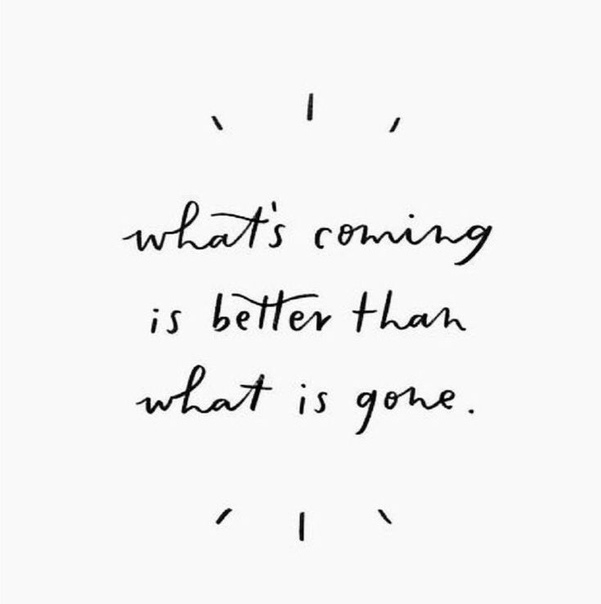 what's coming
is better than
what is gone.